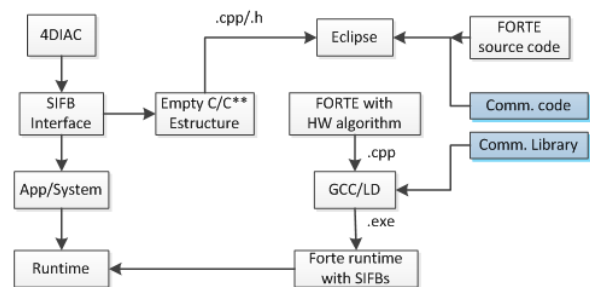 .cpp/.h
4DIAC
Eclipse
FORTE
source code
SIFB
Interface
Empty C/C**
Estructure
FORTE with
HW algorithm
Comm. code
.cpp
Comm. Library
App/System
GCC/LD
.exe
Runtime
Forte runtime
with SIFBs